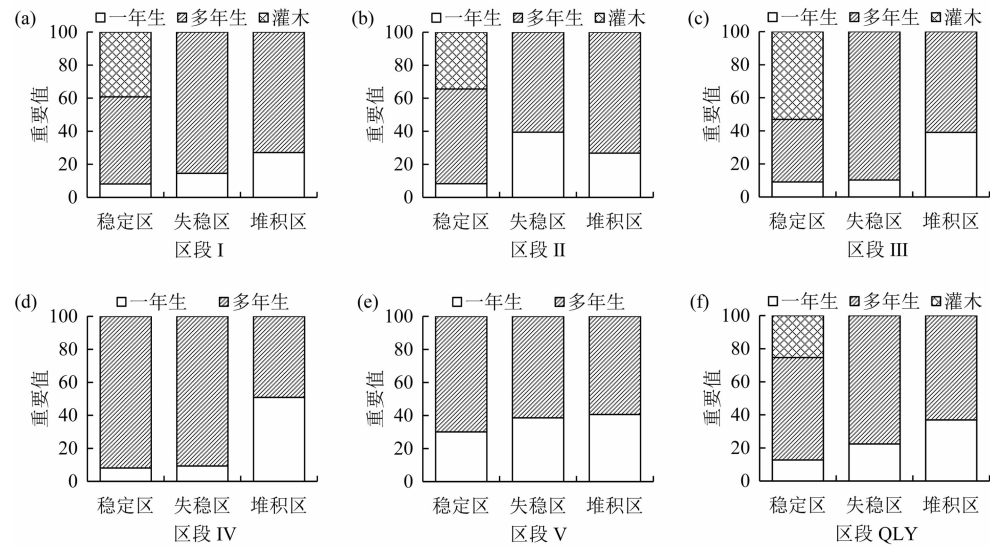 (a) 一年生 多年生 灌木
100
80
60
40
20
0
重要值
稳定区 失稳区 堆积区
区段 I
(b) 一年生 多年生 灌木
100
80
60
40
20
0
重要值
稳定区 失稳区 堆积区
区段 II
(c) 一年生 多年生 灌木
100
80
60
40
20
0
重要值
稳定区 失稳区 堆积区
区段 III
(d) 一年生 多年生
100
80
60
40
20
0
重要值
稳定区 失稳区 堆积区
区段 IV
(e) 一年生 多年生
100
80
60
40
20
0
重要值
稳定区 失稳区 堆积区
区段 V
(f) 一年生 多年生 灌木
100
80
60
40
20
0
重要值
稳定区 失稳区 堆积区
区段 QLY